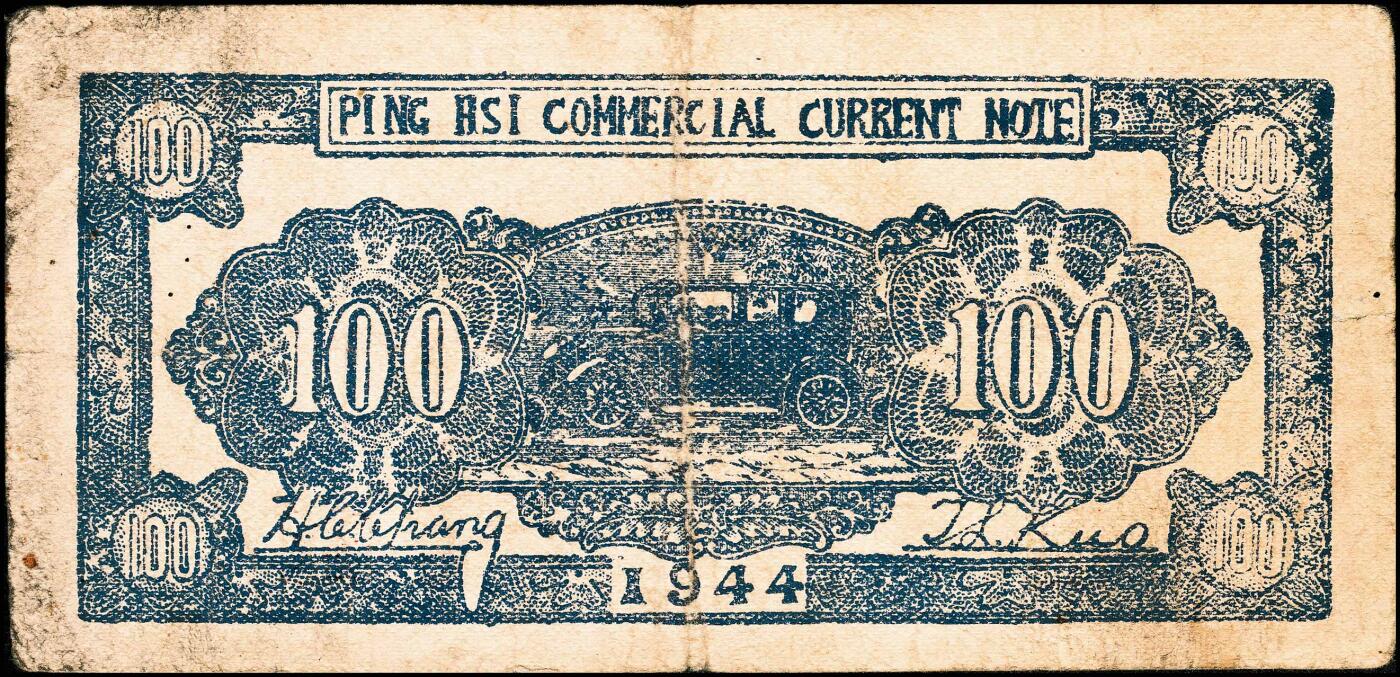 PING HSI COMMERCIAL CURRENT NOTE
100 100
100 100
H.C. Chang T.L. Kuo
100 100
1944